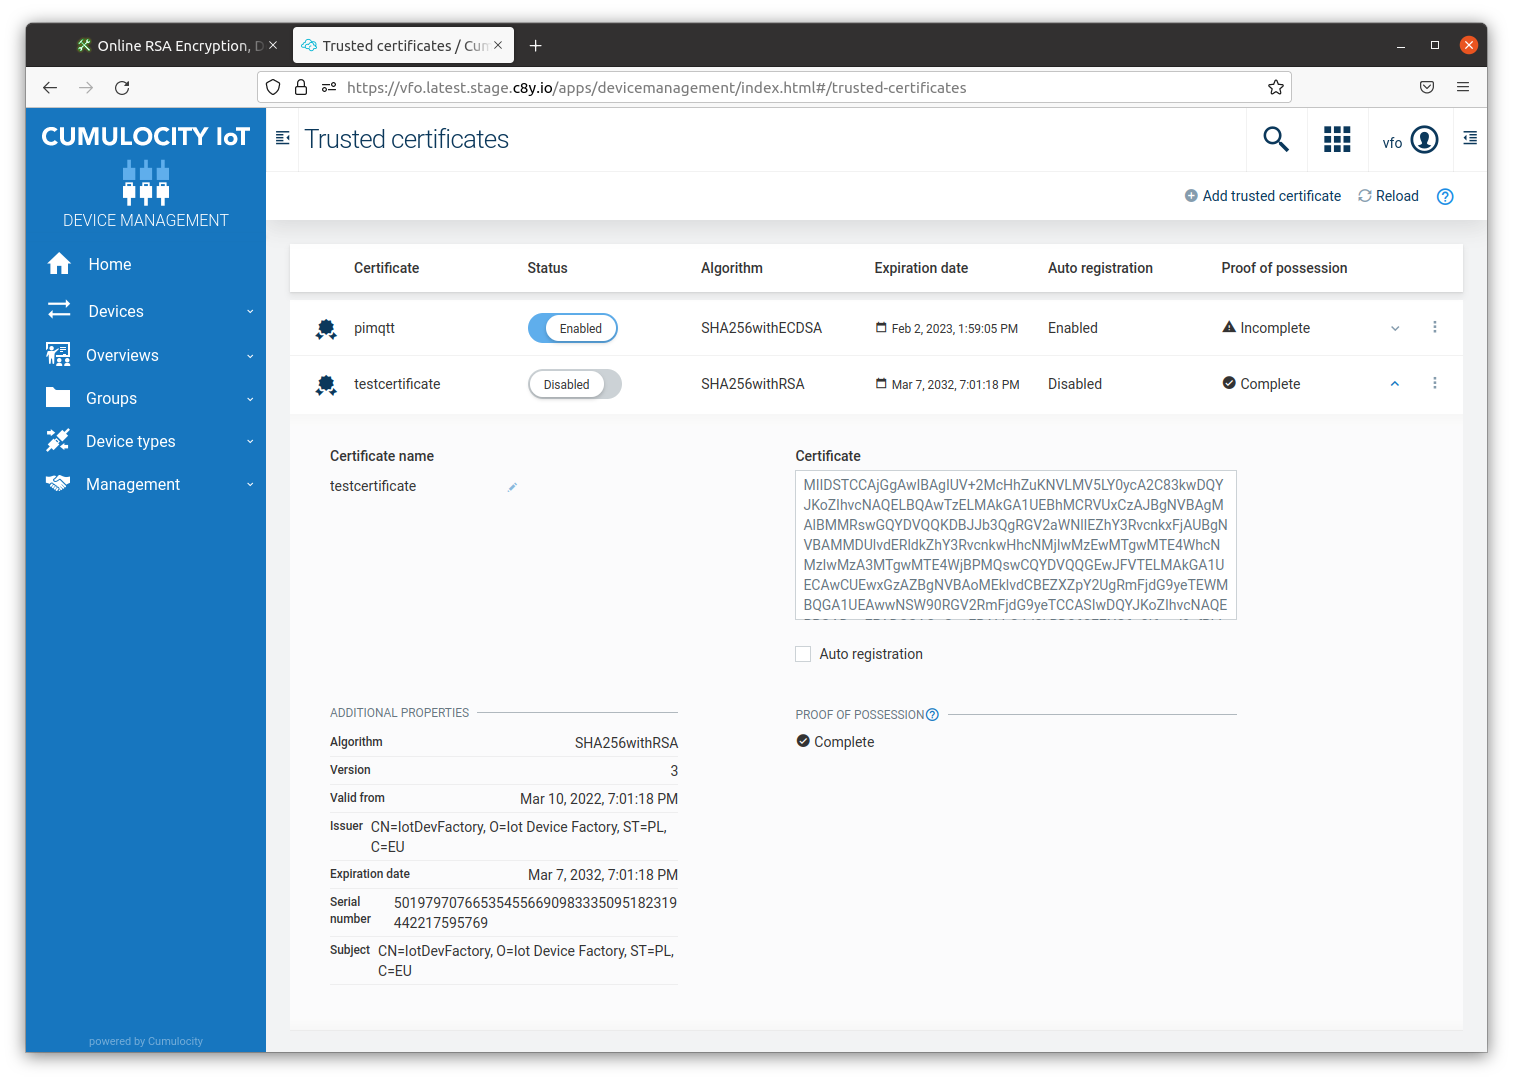 Online RSA Encryption, D
Trusted certificates / Cum
https://vfo.latest.stage.c8y.io/apps/devicemanagement/index.html#/trusted-certificates
CUMULOCITY IoT
DEVICE MANAGEMENT
Home
Devices
Overviews
Groups
Device types
Management
powered by Cumulocity
Trusted certificates
vfo
Add trusted certificate
Reload
Certificate Status Algorithm Expiration date Auto registration Proof of possession
pimqtt Enabled SHA256withECDSA Feb 2, 2023, 1:59:05 PM Enabled Incomplete
testcertificate Disabled SHA256withRSA Mar 7, 2032, 7:01:18 PM Disabled Complete
Certificate name
testcertificate
Certificate
MIIDSTCCAjGgAwIBAgIUV+2McHhZuKNVLMV5LY0ycA2C83kwDQY
JKoZIhvcNAQELBQAwTzELMAkGA1UEBhMCRVUxCzAJBgNVBAgM
AlBMMRswGQYDVQQKDBJJb3QgRGV2aWNlIEZhY3RvcnkxFjAUBgN
VBAMMDUlvdERldkZhY3RvcnkwHhcNMjIwMzEwMTgwMTE4WhcN
MzIwMzA3MTgwMTE4WjBPMQswCQYDVQQGEwJFVTELMAkGA1U
ECAwCUEwxGzAZBgNVBAoMEklvdCBEZXZpY2UgRmFjdG9yeTEWM
BQGA1UEAwwNSW90RGV2RmFjdG9yeTCCASIwDQYJKoZIhvcNAQE
Auto registration
ADDITIONAL PROPERTIES
Algorithm SHA256withRSA
Version 3
Valid from Mar 10, 2022, 7:01:18 PM
Issuer CN=IotDevFactory, O=Iot Device Factory, ST=PL,
C=EU
Expiration date Mar 7, 2032, 7:01:18 PM
Serial number 501979707665354556690983335095182319
442217595769
Subject CN=IotDevFactory, O=Iot Device Factory, ST=PL,
C=EU
PROOF OF POSSESSION
Complete